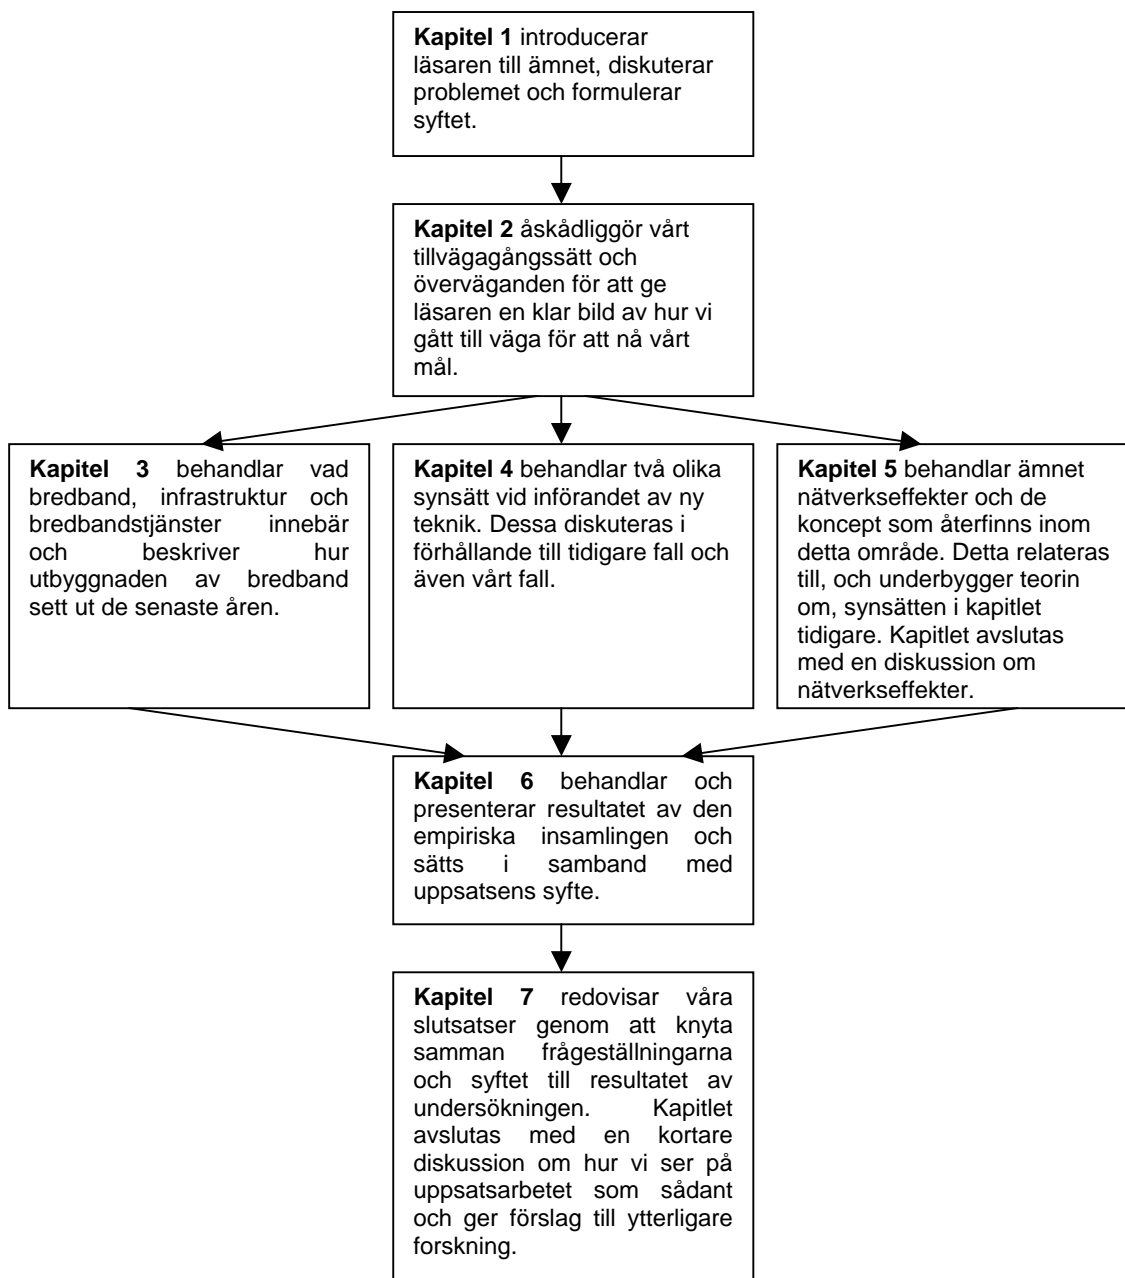 Kapitel 1 introducerar
läsaren till ämnet, diskuterar
problemet och formulerar
syftet.
Kapitel 2 åskådliggör vårt
tillvägagångssätt och
överväganden för att ge
läsaren en klar bild av hur vi
gått till väga för att nå vårt
mål.
Kapitel 3 behandlar vad
bredband, infrastruktur och
bredbandstjänster innebär
och beskriver hur
utbyggnaden av bredband
sett ut de senaste åren.
Kapitel 4 behandlar två olika
synsätt vid införandet av ny
teknik. Dessa diskuteras i
förhållande till tidigare fall och
även vårt fall.
Kapitel 5 behandlar ämnet
nätverkseffekter och de
koncept som återfinns inom
detta område. Detta relateras
till, och underbygger teorin
om, synsätten i kapitlet
tidigare. Kapitlet avslutas
med en diskussion om
nätverkseffekter.
Kapitel 6 behandlar och
presenterar resultatet av den
empiriska insamlingen och
sätts i samband med
uppsatsens syfte.
Kapitel 7 redovisar våra
slutsatser genom att knyta
samman frågeställningarna
och syftet till resultatet av
undersökningen. Kapitlet
avslutas med en kortare
diskussion om hur vi ser på
uppsatsarbetet som sådant
och ger förslag till ytterligare
forskning.